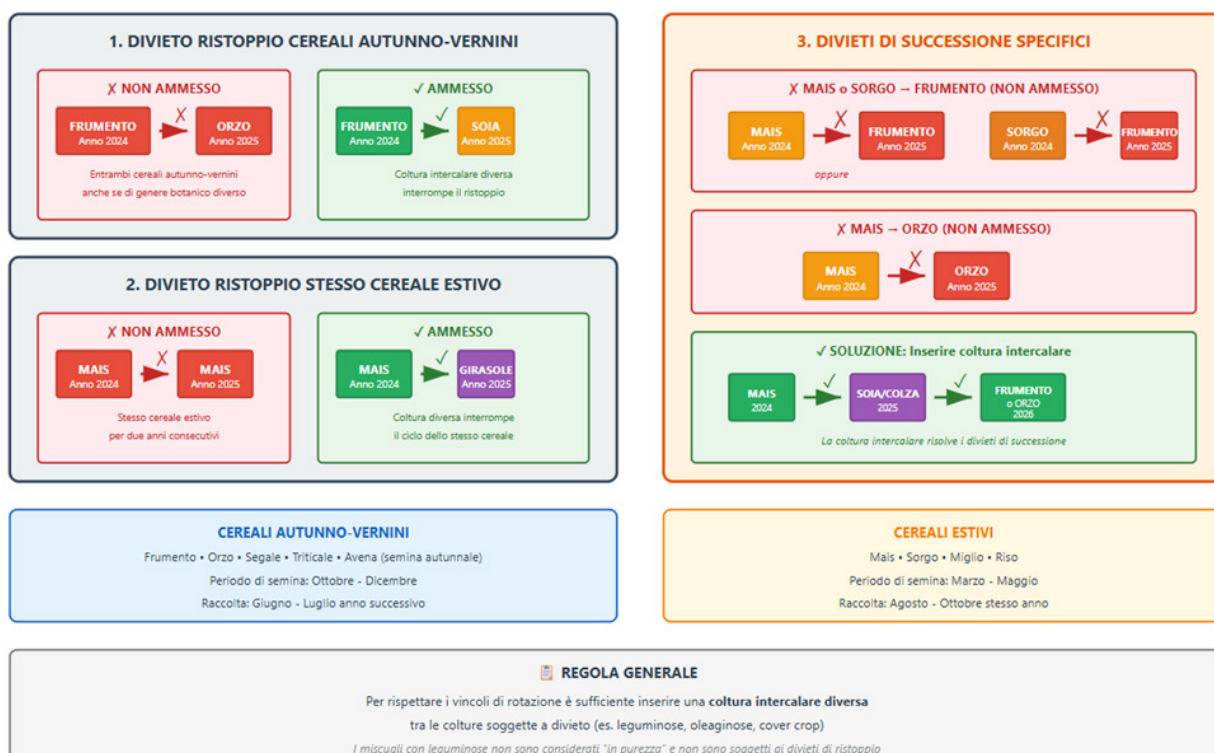 1. DIVIETO RISTOPPIO CEREALI AUTUNNO-VERNINI
✗ NON AMMESSO
FRUMENTO
Anno 2024
✗
ORZO
Anno 2025
Entrambi cereali autunno-vernini
anche se di genere botanico diverso
✓ AMMESSO
FRUMENTO
Anno 2024
✓
SOIA
Anno 2025
Coltura intercalare diversa
interrompe il ristoppio
2. DIVIETO RISTOPPIO STESSO CEREALE ESTIVO
✗ NON AMMESSO
MAIS
Anno 2024
✗
MAIS
Anno 2025
Stesso cereale estivo
per due anni consecutivi
✓ AMMESSO
MAIS
Anno 2024
✓
GIRASOLE
Anno 2025
Coltura diversa interrompe
il ciclo dello stesso cereale
3. DIVIETI DI SUCCESSIONE SPECIFICI
✗ MAIS o SORGO → FRUMENTO (NON AMMESSO)
MAIS
Anno 2024
✗
FRUMENTO
Anno 2025
oppure
SORGO
Anno 2024
✗
FRUMENTO
Anno 2025
✗ MAIS → ORZO (NON AMMESSO)
MAIS
Anno 2024
✗
ORZO
Anno 2025
✓ SOLUZIONE: Inserire coltura intercalare
MAIS
2024
✓
SOIA/COLZA
2025
✓
FRUMENTO
o ORZO
2026
La coltura intercalare risolve i divieti di successione
CEREALI AUTUNNO-VERNINI
Frumento • Orzo • Segale • Triticale • Avena (semina autunnale)
Periodo di semina: Ottobre - Dicembre
Raccolta: Giugno - Luglio anno successivo
CEREALI ESTIVI
Mais • Sorgo • Miglio • Riso
Periodo di semina: Marzo - Maggio
Raccolta: Agosto - Ottobre stesso anno
📋 REGOLA GENERALE
Per rispettare i vincoli di rotazione è sufficiente inserire una coltura intercalare diversa
tra le colture soggette a divieto (es. leguminose, oleaginose, cover crop)
I miscugli con leguminose non sono considerati "in purezza" e non sono soggetti ai divieti di ristoppio